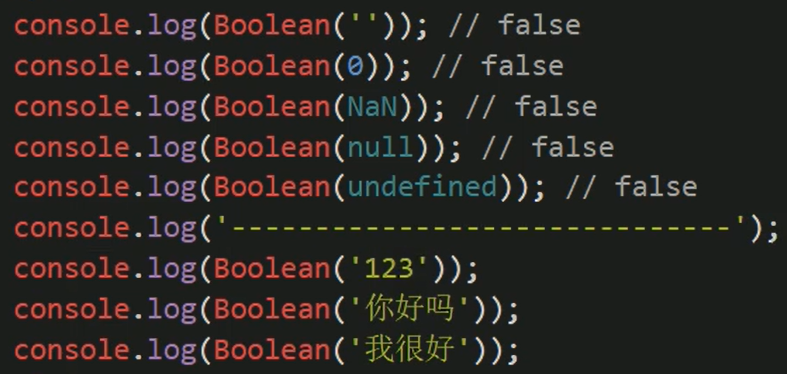 console.log(Boolean('')); // false
console.log(Boolean(0)); // false
console.log(Boolean(NaN)); // false
console.log(Boolean(null)); // false
console.log(Boolean(undefined)); // false
console.log('------------------------------');
console.log(Boolean('123'));
console.log(Boolean('你好吗'));
console.log(Boolean('我很好'));